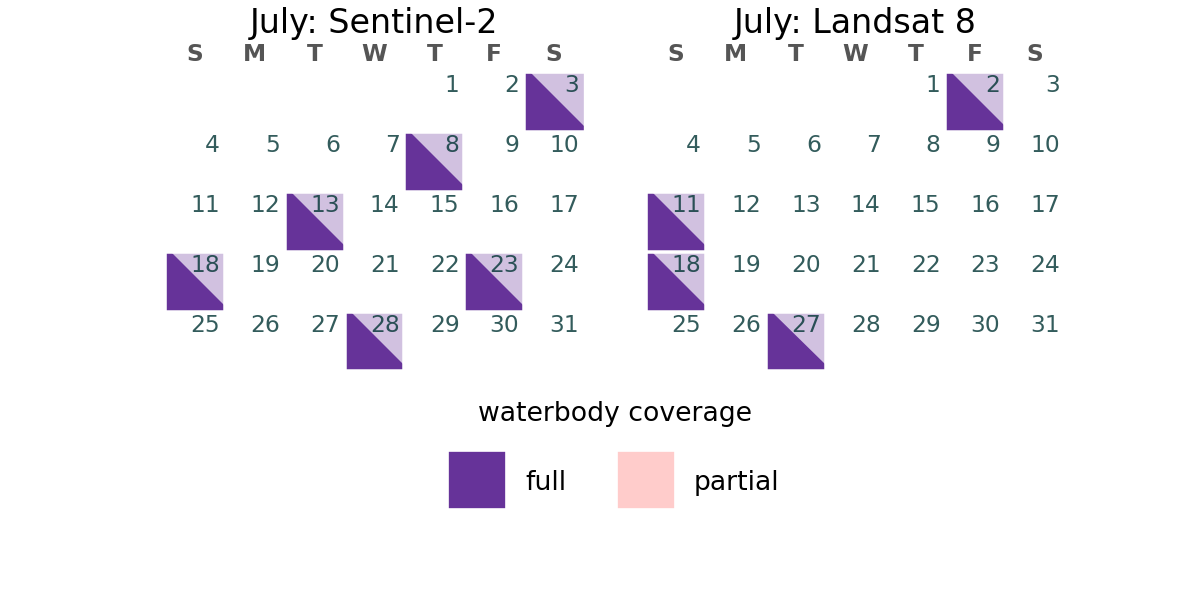 July: Sentinel-2
S M T W T F S
1 2 3
4 5 6 7 8 9 10
11 12 13 14 15 16 17
18 19 20 21 22 23 24
25 26 27 28 29 30 31
July: Landsat 8
S M T W T F S
1 2 3
4 5 6 7 8 9 10
11 12 13 14 15 16 17
18 19 20 21 22 23 24
25 26 27 28 29 30 31
waterbody coverage
full
partial